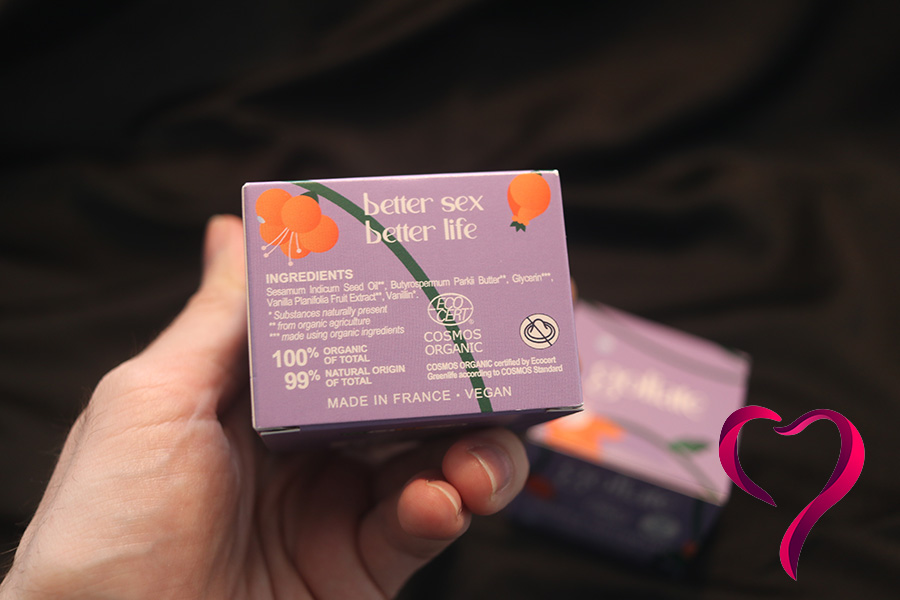 better sex
better life
INGREDIENTS
Sesamum Indicum Seed Oil**, Butyrospermum Parkii Butter**, Glycerin***,
Vanilla Planifolia Fruit Extract**, Vanillin*.
* Substances naturally present
** from organic agriculture
*** made using organic ingredients
ECO
CERT®
COSMOS
ORGANIC
100% ORGANIC
OF TOTAL
99% NATURAL ORIGIN
OF TOTAL
COSMOS ORGANIC certified by Ecocert
Greenlife according to COSMOS Standard
MADE IN FRANCE • VEGAN